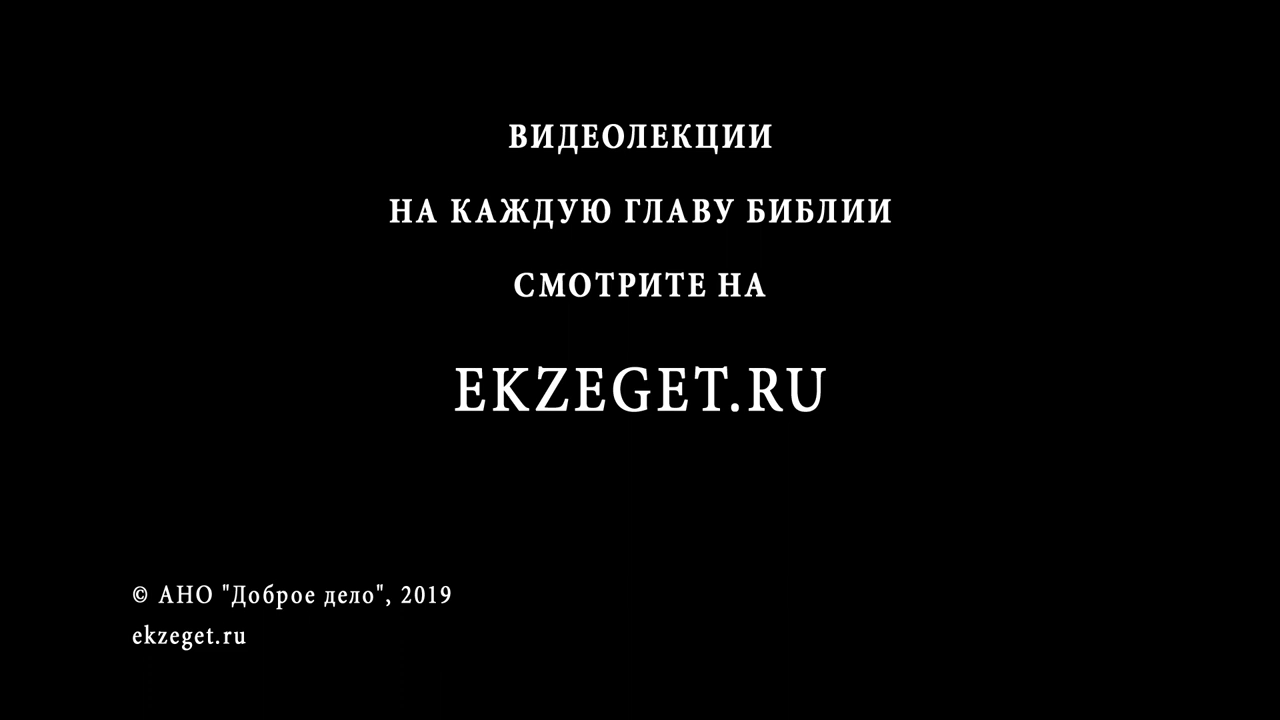 ВИДЕОЛЕКЦИИ
НА КАЖДУЮ ГЛАВУ БИБЛИИ
СМОТРИТЕ НА
EKZEGET.RU
© АНО "Доброе дело", 2019
ekzeget.ru